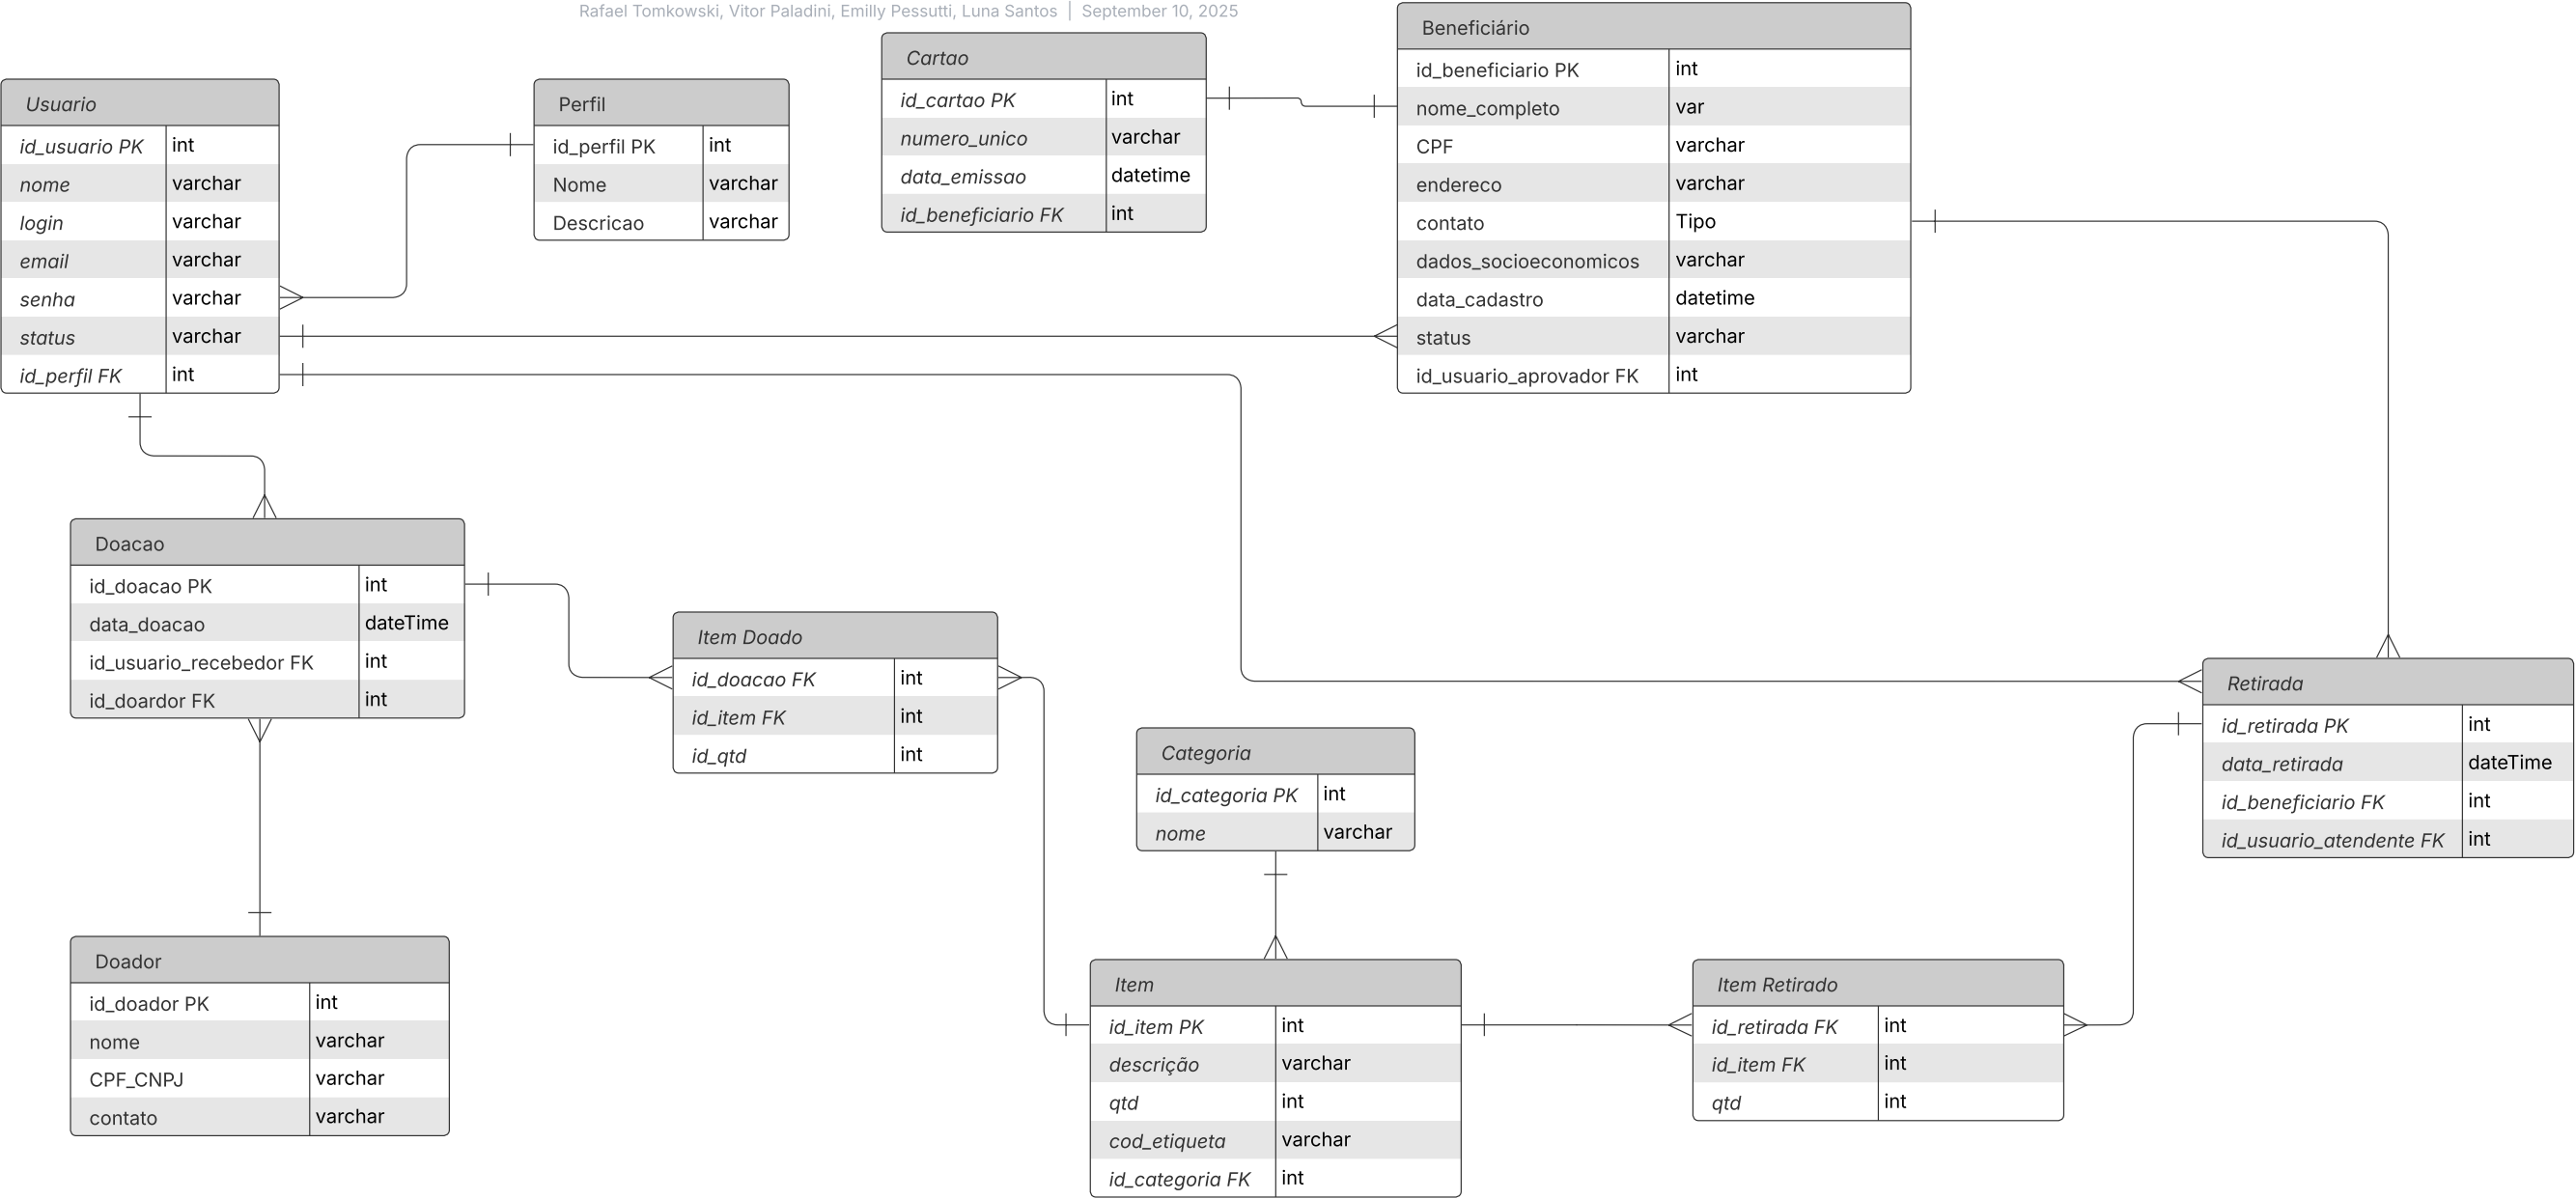 Rafael Tomkowski, Vitor Paladini, Emilly Pessutti, Luna Santos | September 10, 2025
Usuario
id_usuario PK int
nome varchar
login varchar
email varchar
senha varchar
status varchar
id_perfil FK int
Perfil
id_perfil PK int
Nome varchar
Descricao varchar
Cartao
id_cartao PK int
numero_unico varchar
data_emissao datetime
id_beneficiario FK int
Beneficiário
id_beneficiario PK int
nome_completo var
CPF varchar
endereco varchar
contato Tipo
dados_socioeconomicos varchar
data_cadastro datetime
status varchar
id_usuario_aprovador FK int
Doacao
id_doacao PK int
data_doacao dateTime
id_usuario_recebedor FK int
id_doardor FK int
Item Doado
id_doacao FK int
id_item FK int
id_qtd int
Categoria
id_categoria PK int
nome varchar
Retirada
id_retirada PK int
data_retirada dateTime
id_beneficiario FK int
id_usuario_atendente FK int
Doador
id_doador PK int
nome varchar
CPF_CNPJ varchar
contato varchar
Item
id_item PK int
descrição varchar
qtd int
cod_etiqueta varchar
id_categoria FK int
Item Retirado
id_retirada FK int
id_item FK int
qtd int